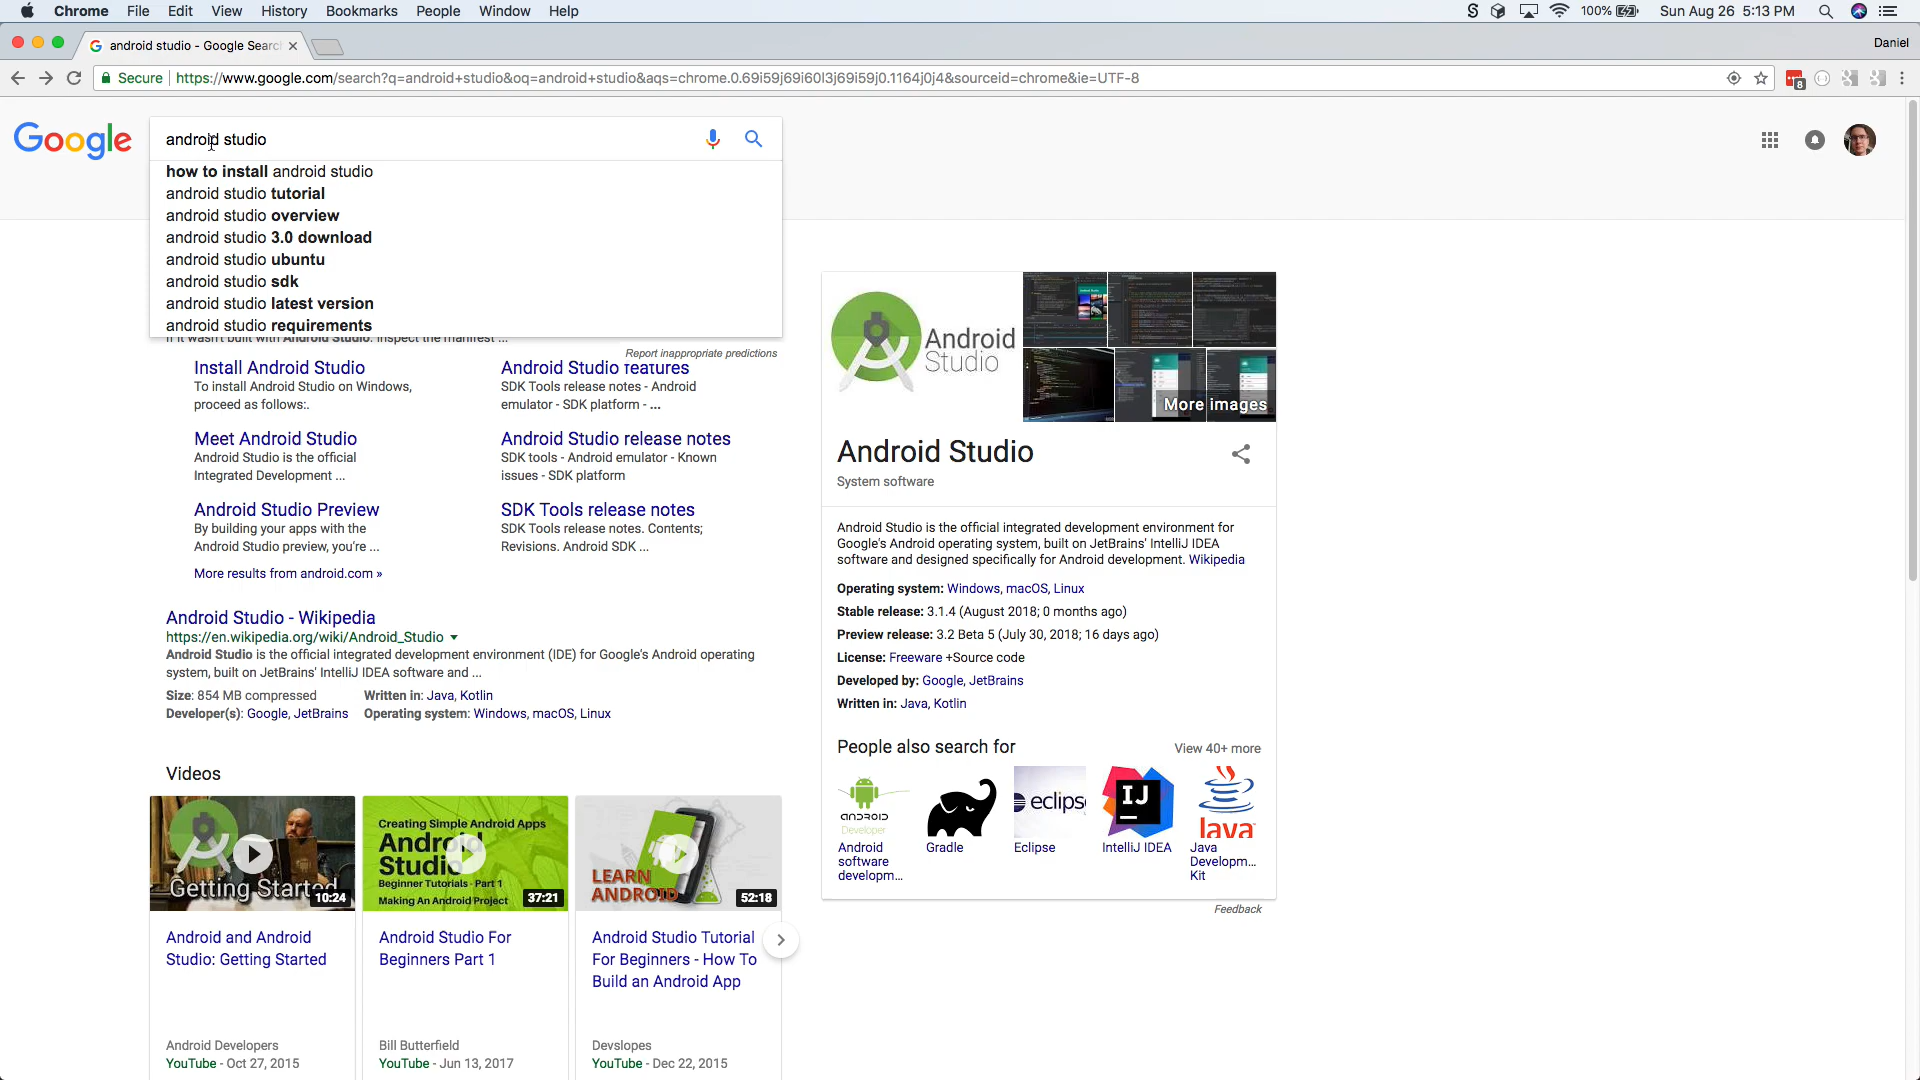 Chrome File Edit View History Bookmarks People Window Help
100%
Sun Aug 26 5:13 PM
android studio - Google Searc
Daniel
Secure
https://www.google.com/search?q=android+studio&oq=android+studio&aqs=chrome.0.69i59j69i60l3j69i59j0.1164j0j4&sourceid=chrome&ie=UTF-8
8
Google
android studio
how to install android studio
android studio tutorial
android studio overview
android studio 3.0 download
android studio ubuntu
android studio sdk
android studio latest version
android studio requirements
If it wasn't built with Android Studio. Inspect the manifest ...
Report inappropriate predictions
Install Android Studio
To install Android Studio on Windows,
proceed as follows:.
Android Studio features
SDK Tools release notes - Android
emulator - SDK platform - ...
Meet Android Studio
Android Studio is the official
Integrated Development ...
Android Studio release notes
SDK tools - Android emulator - Known
issues - SDK platform
Android Studio Preview
By building your apps with the
Android Studio preview, you're ...
SDK Tools release notes
SDK Tools release notes. Contents;
Revisions. Android SDK ...
More results from android.com »
Android Studio - Wikipedia
https://en.wikipedia.org/wiki/Android_Studio
Android Studio is the official integrated development environment (IDE) for Google's Android operating
system, built on JetBrains' IntelliJ IDEA software and ...
Size: 854 MB compressed
Written in: Java, Kotlin
Developer(s): Google, JetBrains
Operating system: Windows, macOS, Linux
Videos
Getting Started
10:24
Android and Android
Studio: Getting Started
Android Developers
YouTube - Oct 27, 2015
Creating Simple Android Apps
Android
Studio
Beginner Tutorials - Part 1
Making An Android Project
37:21
Android Studio For
Beginners Part 1
Bill Butterfield
YouTube - Jun 13, 2017
LEARN
ANDROID
52:18
Android Studio Tutorial
For Beginners - How To
Build an Android App
Devslopes
YouTube - Dec 22, 2015
Android
Studio
More images
Android Studio
System software
Android Studio is the official integrated development environment for
Google's Android operating system, built on JetBrains' IntelliJ IDEA
software and designed specifically for Android development. Wikipedia
Operating system: Windows, macOS, Linux
Stable release: 3.1.4 (August 2018; 0 months ago)
Preview release: 3.2 Beta 5 (July 30, 2018; 16 days ago)
License: Freeware +Source code
Developed by: Google, JetBrains
Written in: Java, Kotlin
People also search for
View 40+ more
android
Developer
Android
software
developm...
Gradle
eclips
Eclipse
IJ
IntelliJ IDEA
Java
Java
Developm...
Kit
Feedback